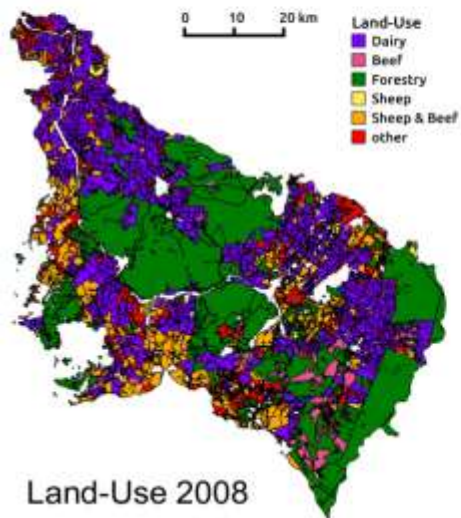 0 10 20 km
Land-Use
Dairy
Beef
Forestry
Sheep
Sheep & Beef
other
Land-Use 2008